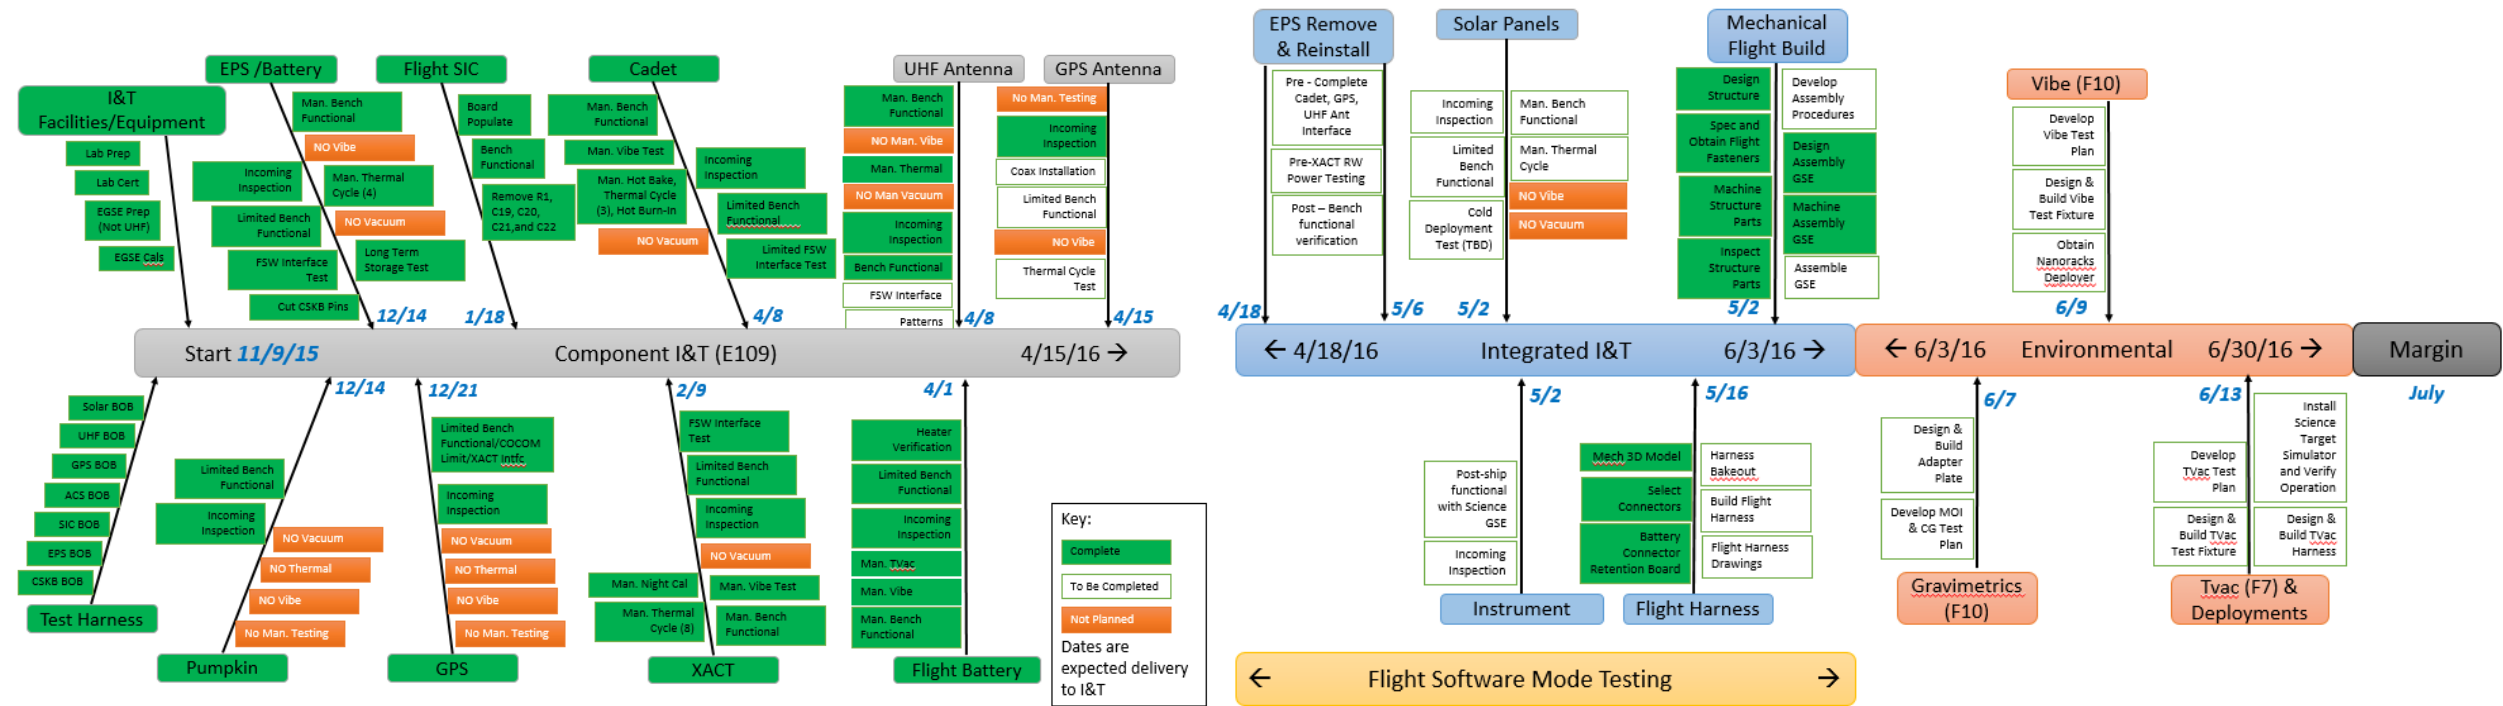 I&T
Facilities/Equipment
Lab Prep
Lab Cert
EGSE Prep
(Not UHF)
EGSE Cals
EPS /Battery
Man. Bench
Functional
NO Vibe
Incoming
Inspection
Man. Thermal
Cycle (4)
Limited Bench
Functional
NO Vacuum
FSW Interface
Test
Long Term
Storage Test
Cut CSKB Pins
12/14
Flight SIC
Board
Populate
Bench
Functional
Remove R1,
C19, C20,
C21,and C22
1/18
Cadet
Man. Bench
Functional
Man. Vibe Test
Man. Hot Bake,
Thermal Cycle
(3), Hot Burn-In
NO Vacuum
Incoming
Inspection
Limited Bench
Functional
Limited FSW
Interface Test
4/8
UHF Antenna
Man. Bench
Functional
NO Man. Vibe
Man. Thermal
NO Man Vacuum
Incoming
Inspection
Bench Functional
FSW Interface
Patterns
4/8
GPS Antenna
No Man. Testing
Incoming
Inspection
Coax Installation
Limited Bench
Functional
NO Vibe
Thermal Cycle
Test
4/15
EPS Remove
& Reinstall
Pre - Complete
Cadet, GPS,
UHF Ant
Interface
Pre-XACT RW
Power Testing
Post – Bench
functional
verification
4/18
5/6
Solar Panels
Incoming
Inspection
Limited
Bench
Functional
Cold
Deployment
Test (TBD)
Man. Bench
Functional
Man. Thermal
Cycle
NO Vibe
NO Vacuum
5/2
Mechanical
Flight Build
Design
Structure
Spec and
Obtain Flight
Fasteners
Machine
Structure
Parts
Inspect
Structure
Parts
Develop
Assembly
Procedures
Design
Assembly
GSE
Machine
Assembly
GSE
Assemble
GSE
5/2
Vibe (F10)
Develop
Vibe Test
Plan
Design &
Build Vibe
Test Fixture
Obtain
Nanoracks
Deployer
6/9
Start 11/9/15
Component I&T (E109)
4/15/16 →
← 4/18/16
Integrated I&T
6/3/16 →
← 6/3/16
Environmental
6/30/16 →
Margin
July
Solar BOB
UHF BOB
GPS BOB
ACS BOB
SIC BOB
EPS BOB
CSKB BOB
Test Harness
12/14
Limited Bench
Functional
Incoming
Inspection
NO Vacuum
NO Thermal
NO Vibe
No Man. Testing
Pumpkin
12/21
Limited Bench
Functional/COCOM
Limit/XACT Intfc
Incoming
Inspection
NO Vacuum
NO Thermal
NO Vibe
No Man. Testing
GPS
2/9
FSW Interface
Test
Limited Bench
Functional
Incoming
Inspection
NO Vacuum
Man. Night Cal
Man. Vibe Test
Man. Thermal
Cycle (8)
Man. Bench
Functional
XACT
4/1
Heater
Verification
Limited Bench
Functional
Incoming
Inspection
Man. TVac
Man. Vibe
Man. Bench
Functional
Flight Battery
Key:
Complete
To Be Completed
Not Planned
Dates are
expected delivery
to I&T
5/2
Post-ship
functional
with Science
GSE
Incoming
Inspection
Instrument
5/16
Mech 3D Model
Select
Connectors
Battery
Connector
Retention Board
Harness
Bakeout
Build Flight
Harness
Flight Harness
Drawings
Flight Harness
6/7
Design &
Build
Adapter
Plate
Develop MOI
& CG Test
Plan
Gravimetrics
(F10)
6/13
Develop
TVac Test
Plan
Design &
Build TVac
Test Fixture
Install
Science
Target
Simulator
and Verify
Operation
Design &
Build TVac
Harness
Tvac (F7) &
Deployments
← Flight Software Mode Testing →